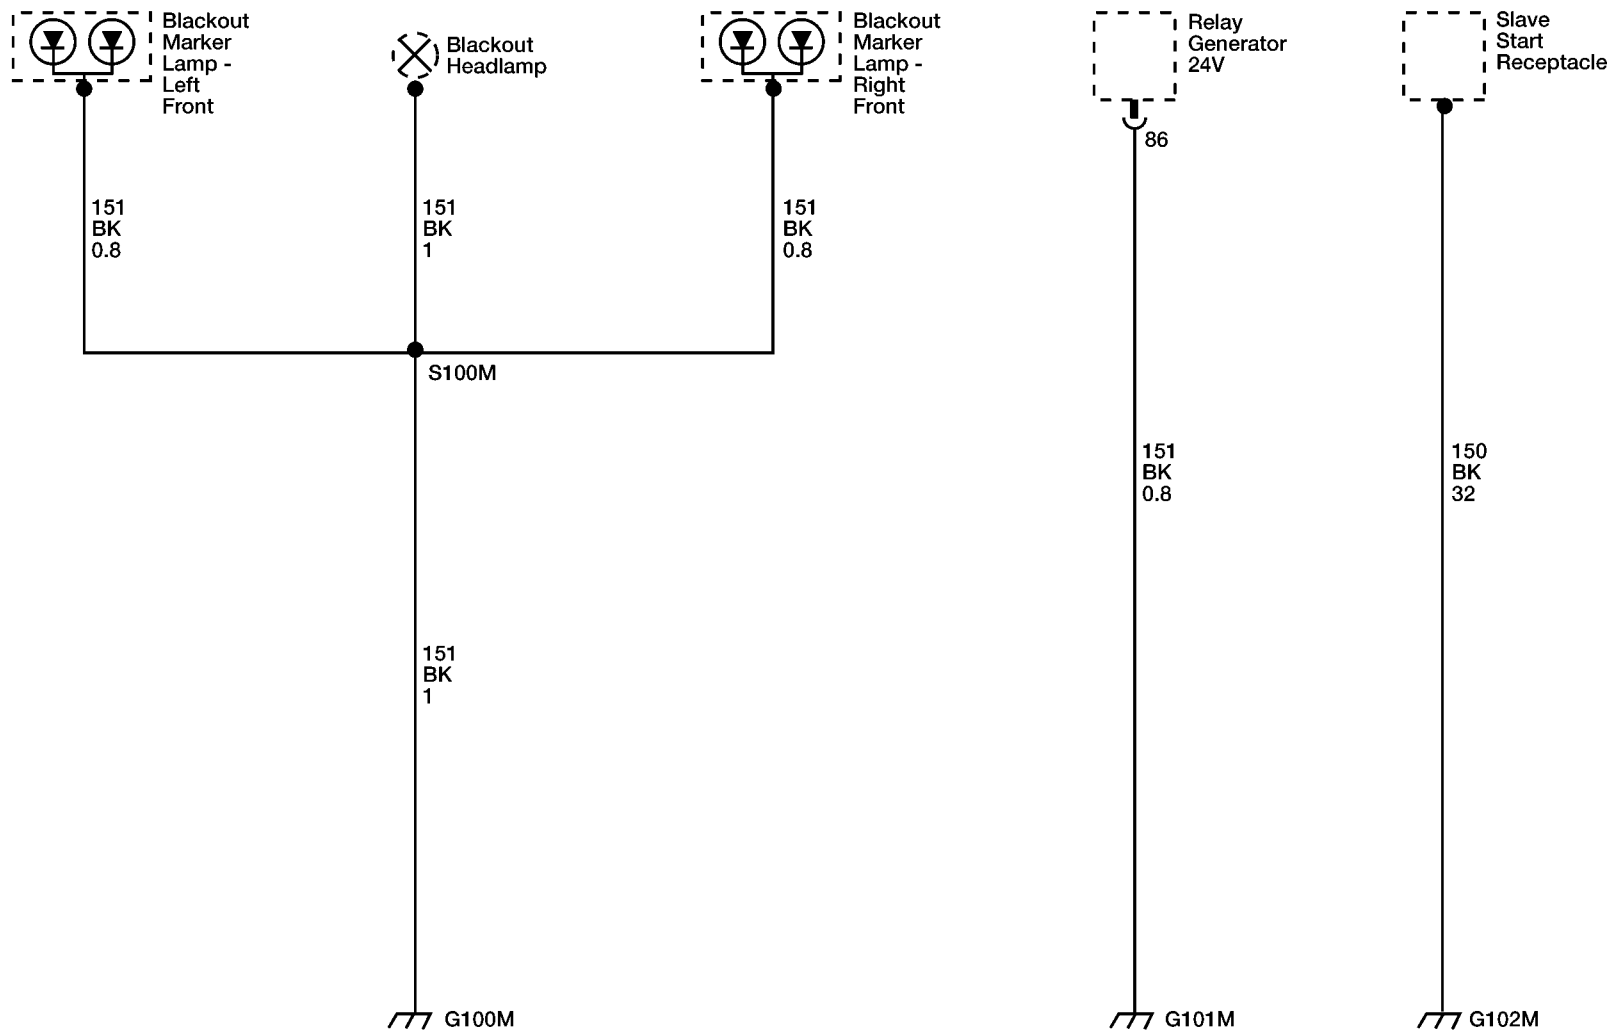 Blackout
Marker
Lamp -
Left
Front
Blackout
Headlamp
Blackout
Marker
Lamp -
Right
Front
Relay
Generator
24V
Slave
Start
Receptacle
86
151
BK
0.8
151
BK
1
151
BK
0.8
S100M
151
BK
0.8
150
BK
32
151
BK
1
G100M
G101M
G102M